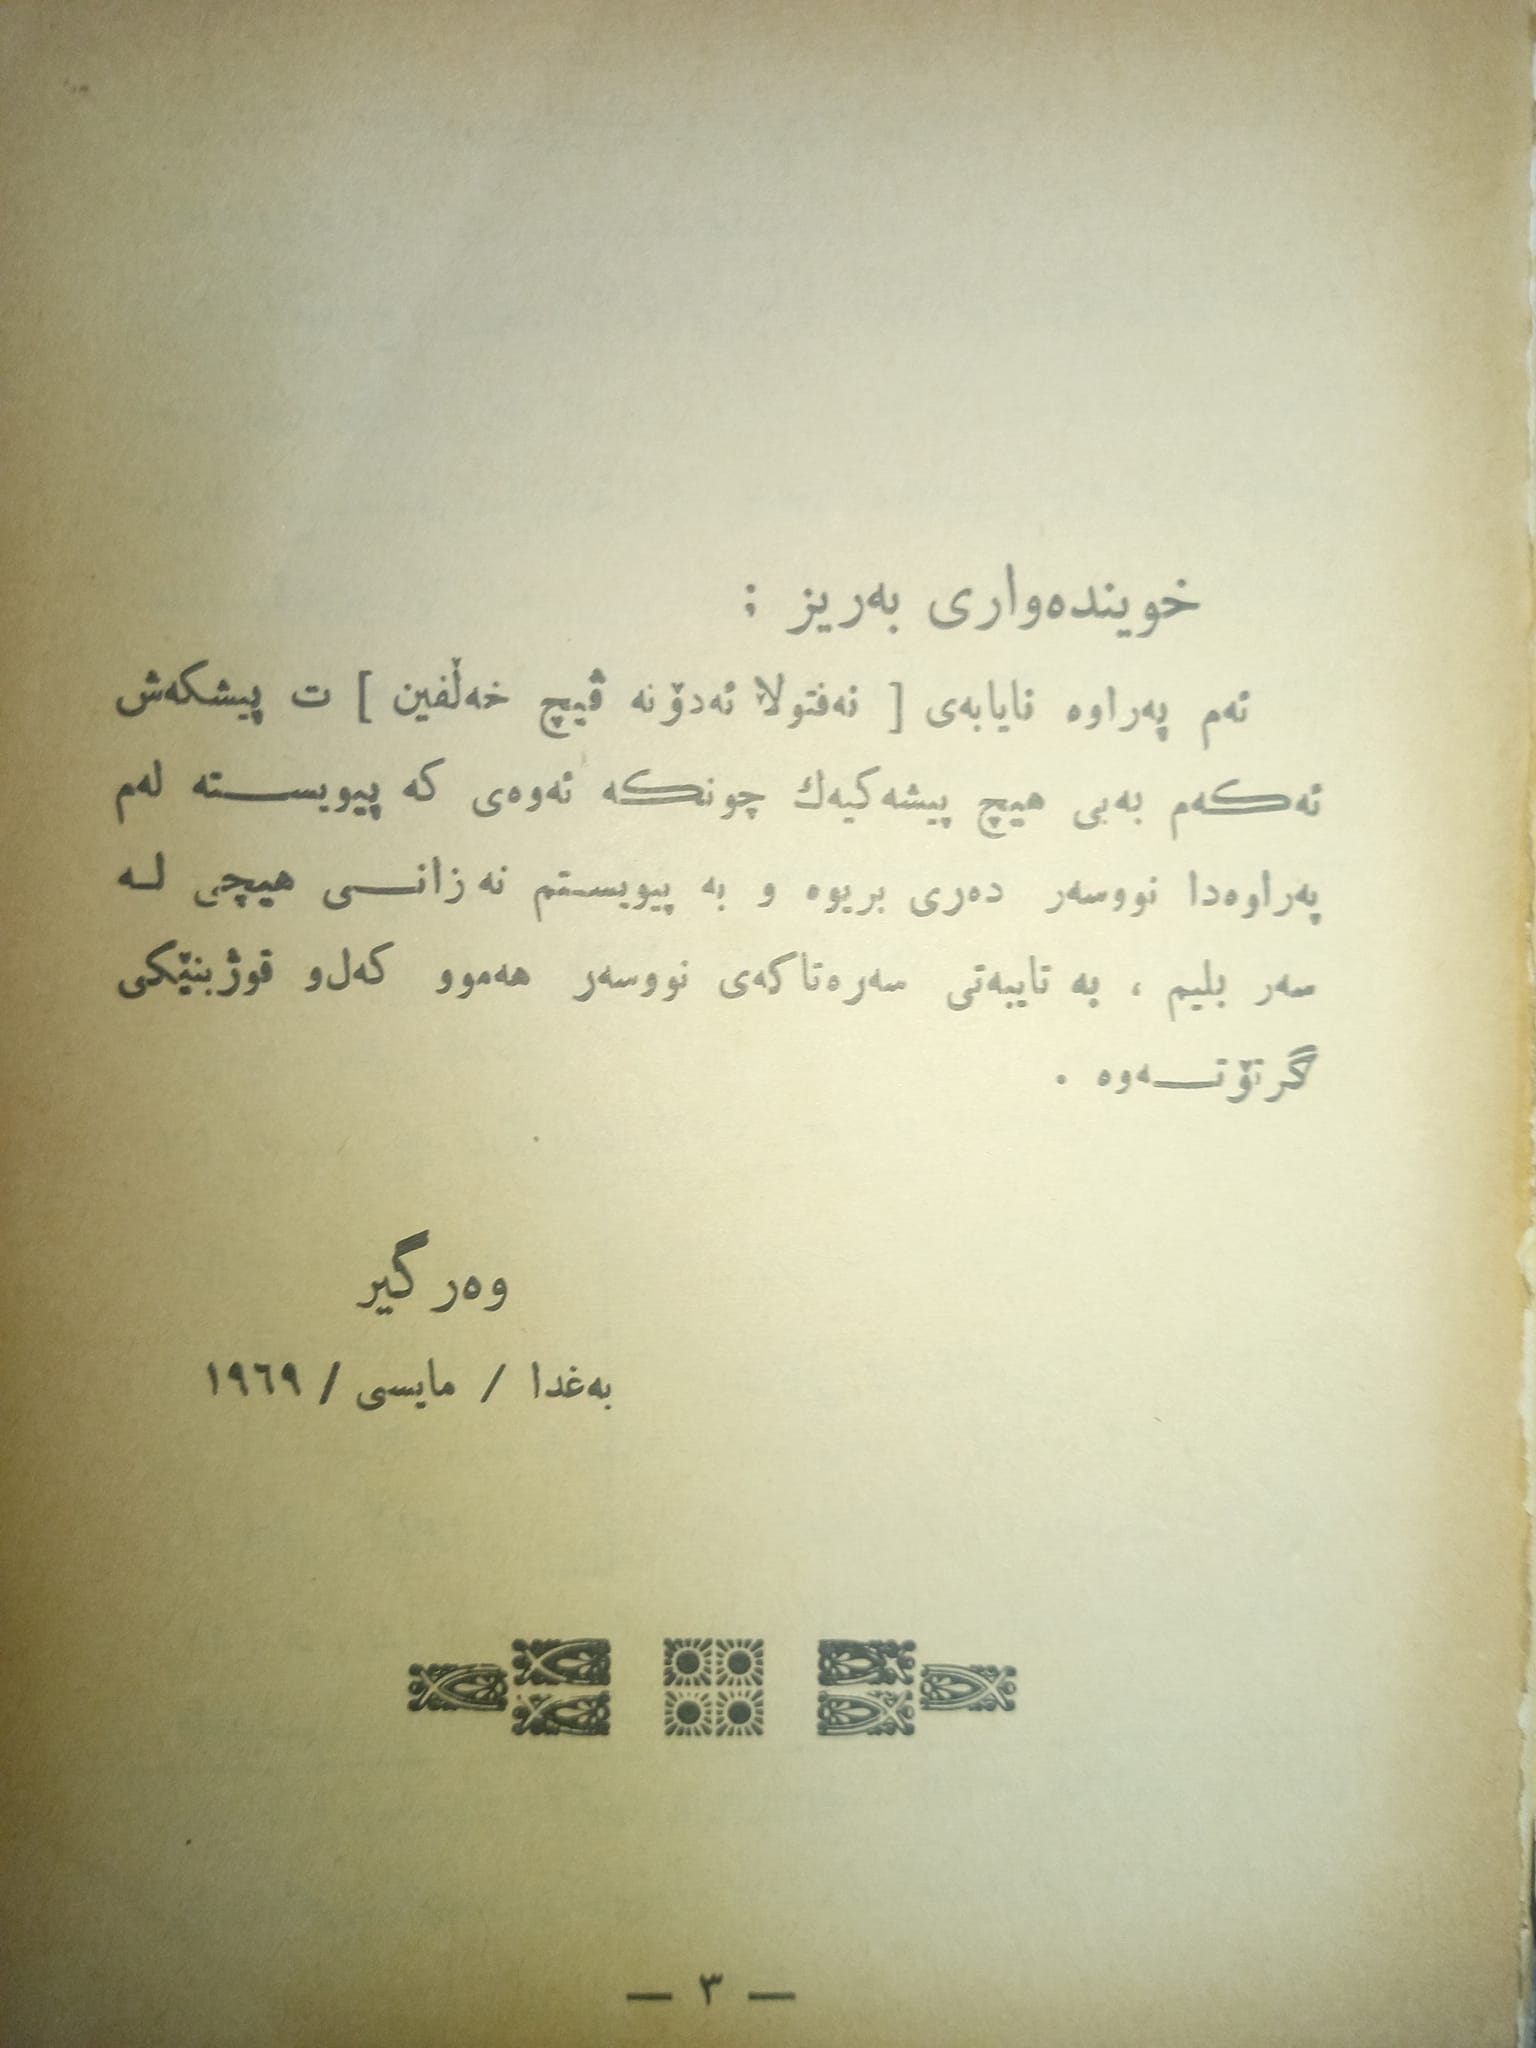 خویندەواری بەریز :
ئەم پەراوە نایابەی [ نەفتولا ئەدۆنە ڤیچ خەڵفین ] ت پیشکەش
ئەکەم بەبی هیچ پیشەکیەك چونکە ئەوەی کە پیویستە لەم
پەراوەدا نووسەر دەری بریوە و بە پیویستم نەزانی هیچی لە
سەر بلیم ، بە تایبەتی سەرەتاکەی نووسەر هەموو کەل و قوژبنێکی
گرتۆتەوە .
وەرگیر
بەغدا / مایسی / ١٩٦٩
— ٣ —